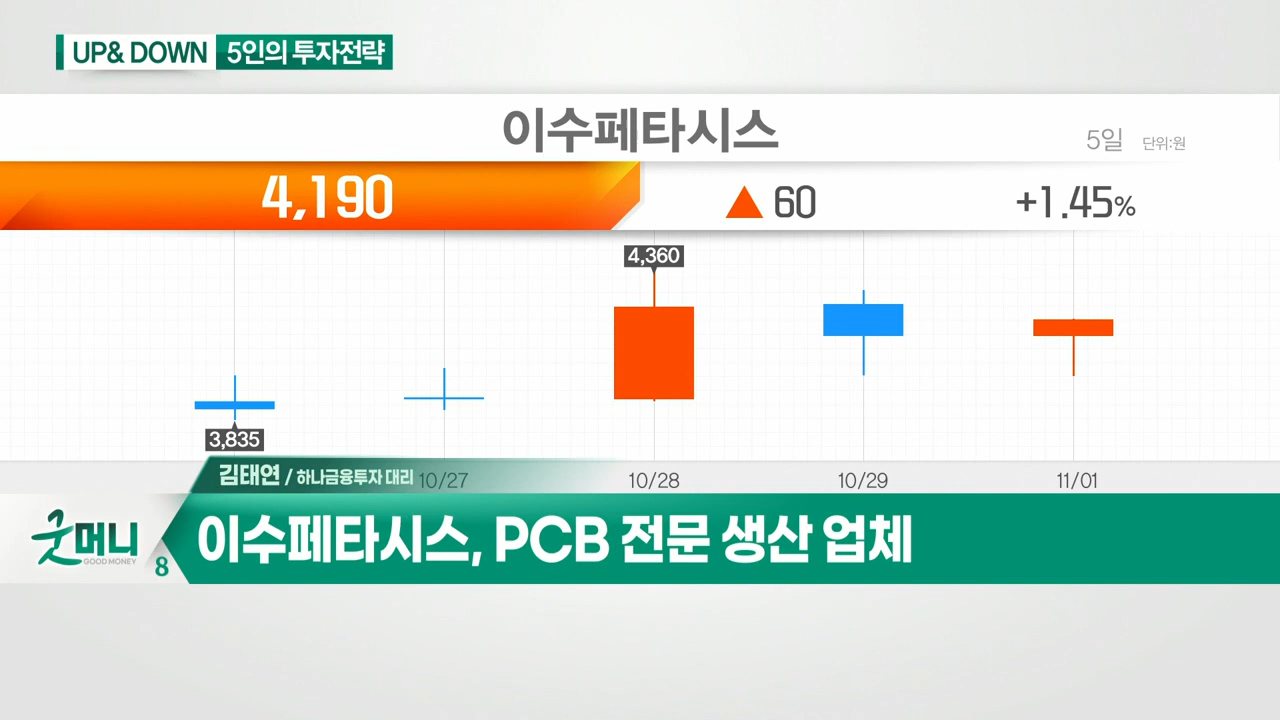 UP& DOWN 5인의 투자전략
이수페타시스
5일 단위:원
4,190 ▲ 60 +1.45%
4,360
3,835
김태연 / 하나금융투자 대리
10/27 10/28 10/29 11/01
굿머니
GOOD MONEY
8
이수페타시스, PCB 전문 생산 업체